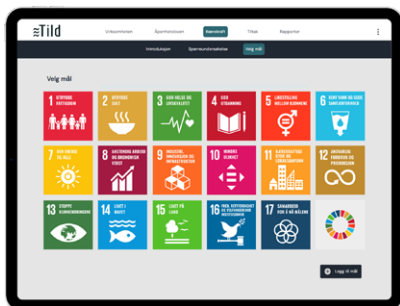 Tild
Virksomheten
Åpenhetsloven
Bærekraft
Tiltak
Rapporter
Introduksjon
Spørreundersøkelse
Velg mål
Velg mål
1 UTRYDDE
FATTIGDOM
2 UTRYDDE
SULT
3 GOD HELSE OG
LIVSKVALITET
4 GOD
UTDANNING
5 LIKESTILLING
MELLOM KJØNNENE
6 RENT VANN OG GODE
SANITÆRFORHOLD
7 REN ENERGI
TIL ALLE
8 ANSTENDIG ARBEID
OG ØKONOMISK
VEKST
9 INDUSTRI,
INNOVASJON OG
INFRASTRUKTUR
10 MINDRE
ULIKHET
11 BÆREKRAFTIGE
BYER OG
LOKALSAMFUNN
12 ANSVARLIG
FORBRUK OG
PRODUKSJON
13 STOPPE
KLIMAENDRINGENE
14 LIVET I
HAVET
15 LIVET PÅ
LAND
16 FRED, RETTFERDIGHET
OG VELFUNGERENDE
INSTITUSJONER
17 SAMARBEID
FOR Å NÅ MÅLENE
Legg til mål